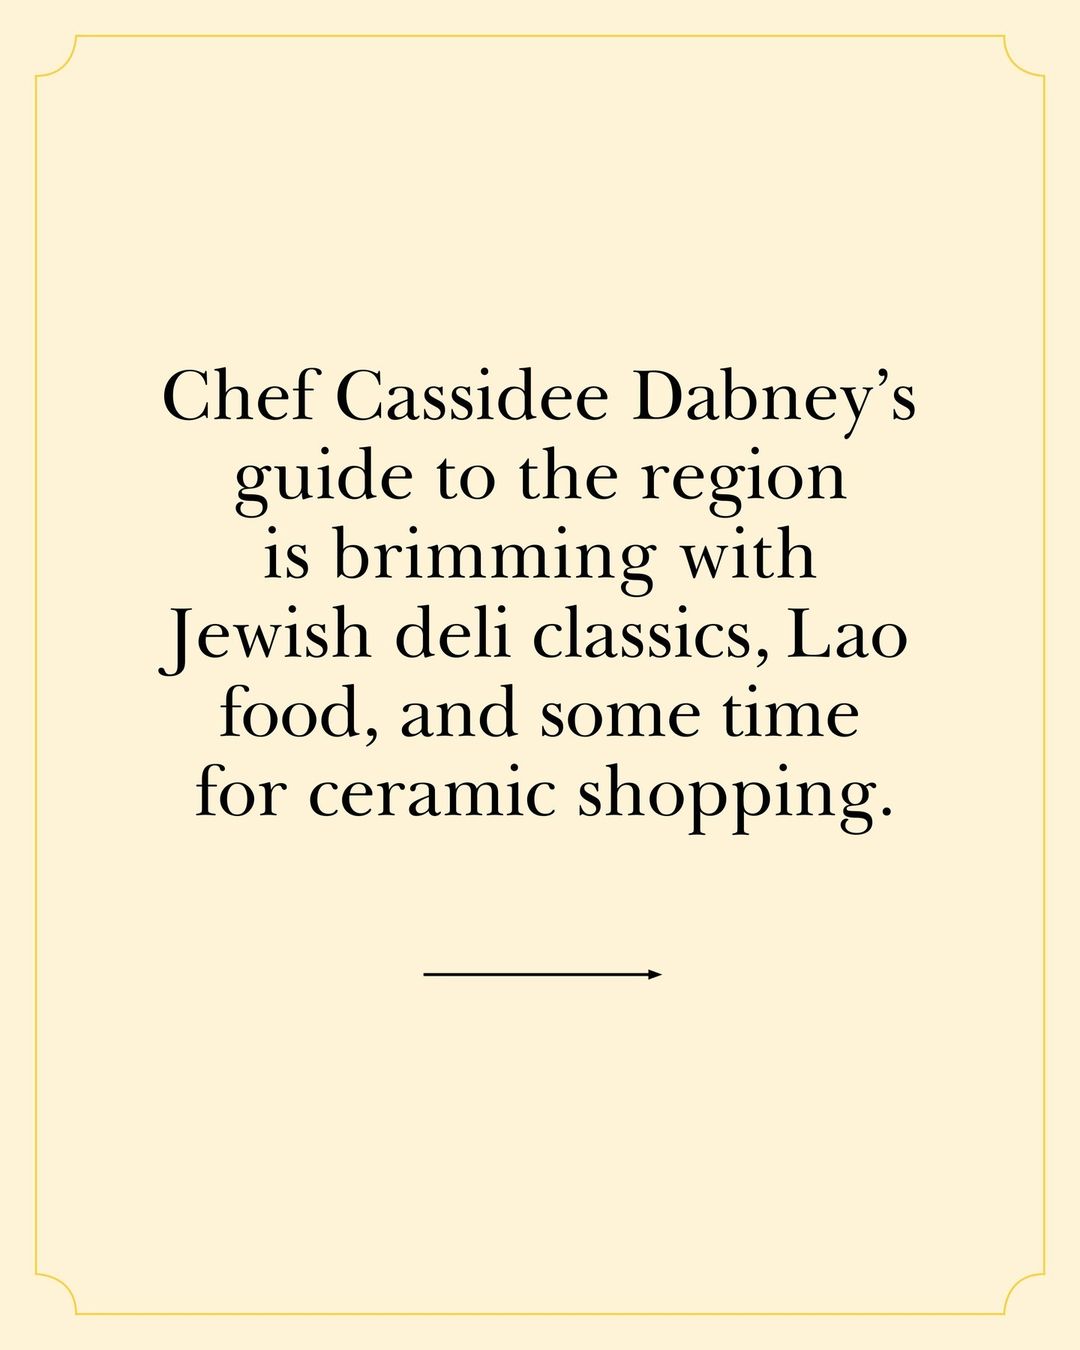 Chef Cassidee Dabney’s
guide to the region
is brimming with
Jewish deli classics, Lao
food, and some time
for ceramic shopping.